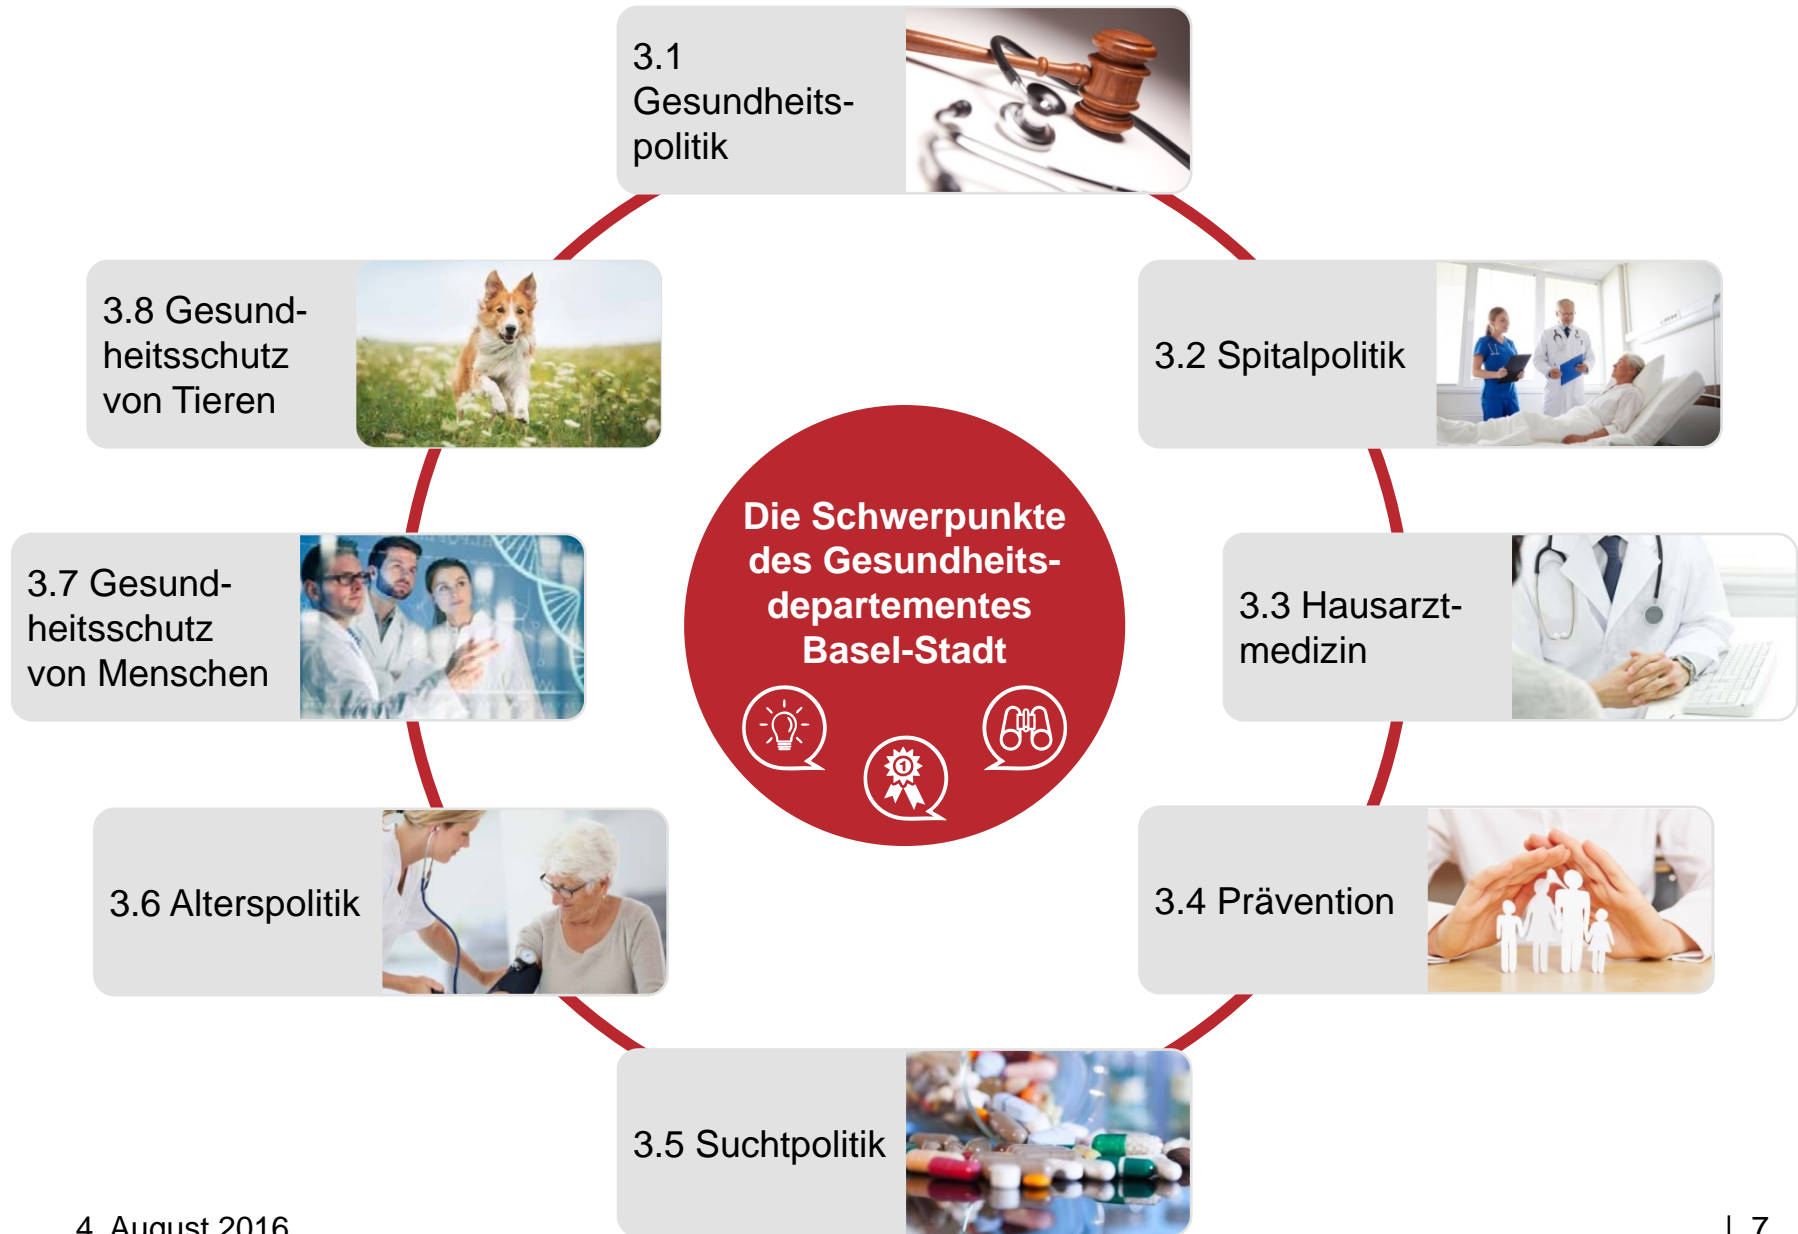 3.1
Gesundheits-
politik
3.2 Spitalpolitik
3.3 Hausarzt-
medizin
3.4 Prävention
3.5 Suchtpolitik
3.6 Alterspolitik
3.7 Gesund-
heitsschutz
von Menschen
3.8 Gesund-
heitsschutz
von Tieren
Die Schwerpunkte
des Gesundheits-
departementes
Basel-Stadt
1
4. August 2016
| 7